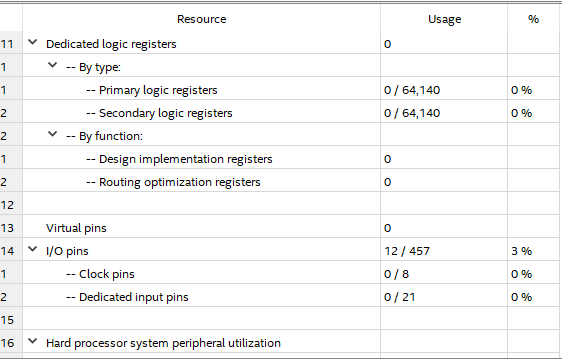 Resource Usage %
11 Dedicated logic registers 0
1 -- By type:
1 -- Primary logic registers 0 / 64,140 0 %
2 -- Secondary logic registers 0 / 64,140 0 %
2 -- By function:
1 -- Design implementation registers 0
2 -- Routing optimization registers 0
12
13 Virtual pins 0
14 I/O pins 12 / 457 3 %
1 -- Clock pins 0 / 8 0 %
2 -- Dedicated input pins 0 / 21 0 %
15
16 Hard processor system peripheral utilization